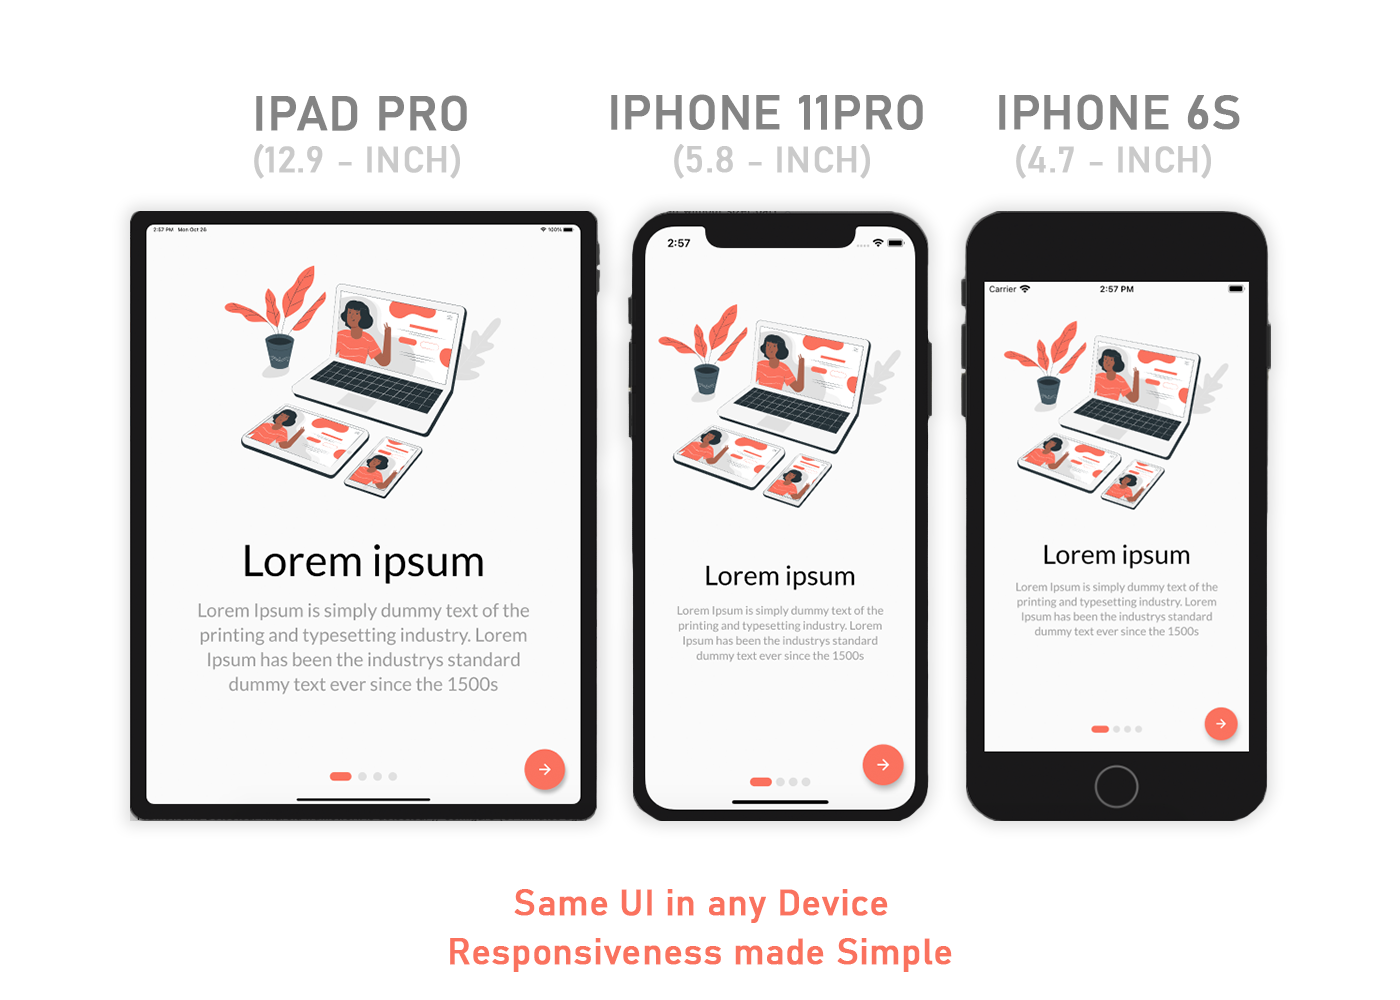 IPAD PRO
(12.9 - INCH)
IPHONE 11PRO
(5.8 - INCH)
IPHONE 6S
(4.7 - INCH)
2:57 PM Mon Oct 26
100%
Lorem ipsum
Lorem Ipsum is simply dummy text of the
printing and typesetting industry. Lorem
Ipsum has been the industrys standard
dummy text ever since the 1500s
2:57
Lorem ipsum
Lorem Ipsum is simply dummy text of the
printing and typesetting industry. Lorem
Ipsum has been the industrys standard
dummy text ever since the 1500s
Carrier
2:57 PM
Lorem ipsum
Lorem Ipsum is simply dummy text of the
printing and typesetting industry. Lorem
Ipsum has been the industrys standard
dummy text ever since the 1500s
Same UI in any Device
Responsiveness made Simple